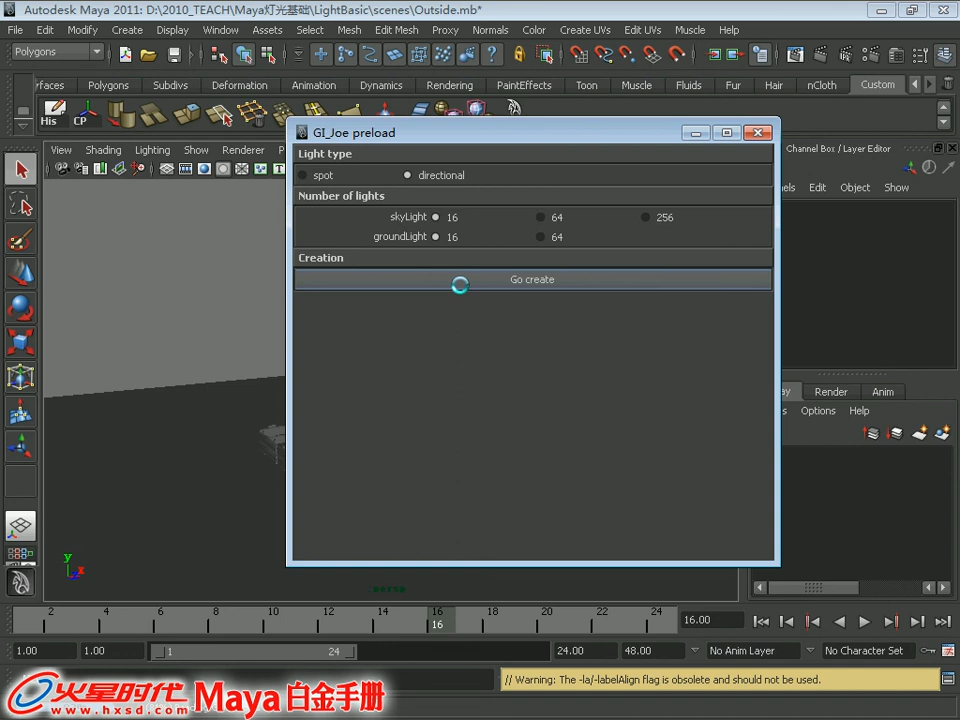 Autodesk Maya 2011: D:\2010_TEACH\Maya灯光基础\LightBasic\scenes\Outside.mb*
File Edit Modify Create Display Window Assets Select Mesh Edit Mesh Proxy Normals Color Create UVs Edit UVs Muscle Help
Polygons
rfaces Polygons Subdivs Deformation Animation Dynamics Rendering PaintEffects Toon Muscle Fluids Fur Hair nCloth Custom
His CP
GI_Joe preload
View Shading Lighting Show Renderer P
Channel Box / Layer Editor
Light type
spot directional
els Edit Object Show
Number of lights
skyLight 16 64 256
groundLight 16 64
Creation
Go create
ay Render Anim
s Options Help
y
x
z
2 4 6 8 10 12 14 16 18 20 22 24
16
16.00
1.00 1.00 1 24 24.00 48.00 No Anim Layer No Character Set
// Warning: The -la/-labelAlign flag is obsolete and should not be used.
火星时代 Maya 白金手册
www.hxsd.com